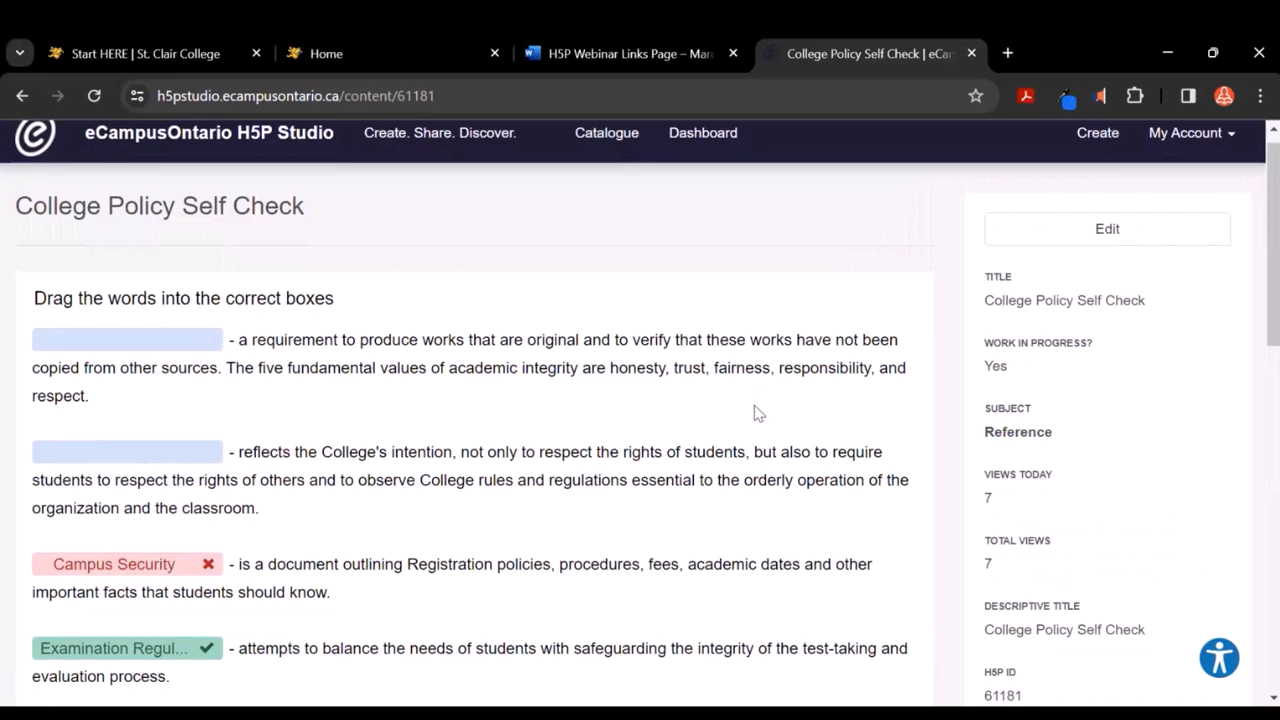 Start HERE | St. Clair College
Home
H5P Webinar Links Page – Marc
College Policy Self Check | eCam
h5pstudio.ecampusontario.ca/content/61181
eCampusOntario H5P Studio Create. Share. Discover. Catalogue Dashboard Create My Account
College Policy Self Check
Drag the words into the correct boxes
- a requirement to produce works that are original and to verify that these works have not been
copied from other sources. The five fundamental values of academic integrity are honesty, trust, fairness, responsibility, and
respect.
- reflects the College's intention, not only to respect the rights of students, but also to require
students to respect the rights of others and to observe College rules and regulations essential to the orderly operation of the
organization and the classroom.
Campus Security - is a document outlining Registration policies, procedures, fees, academic dates and other
important facts that students should know.
Examination Regul... - attempts to balance the needs of students with safeguarding the integrity of the test-taking and
evaluation process.
Edit
TITLE
College Policy Self Check
WORK IN PROGRESS?
Yes
SUBJECT
Reference
VIEWS TODAY
7
TOTAL VIEWS
7
DESCRIPTIVE TITLE
College Policy Self Check
H5P ID
61181